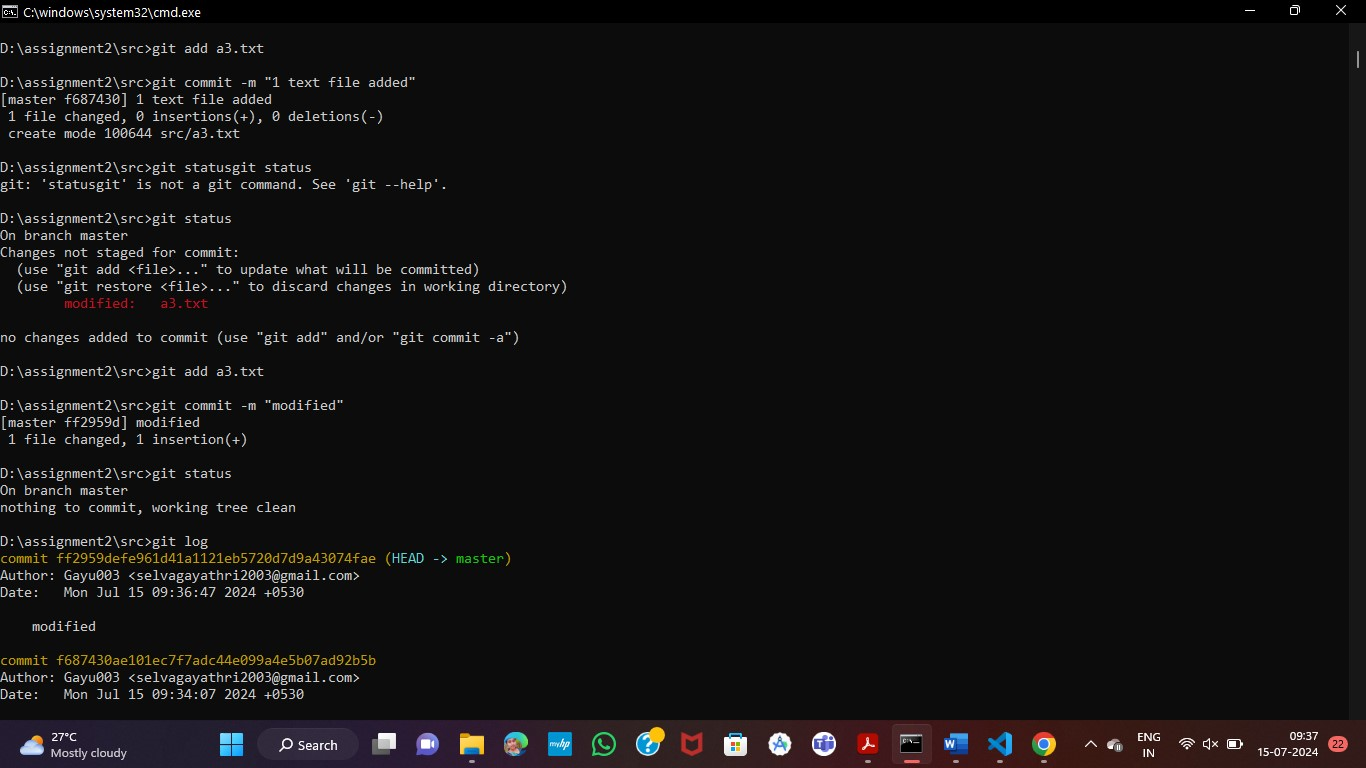 C:\windows\system32\cmd.exe
D:\assignment2\src>git add a3.txt
D:\assignment2\src>git commit -m "1 text file added"
[master f687430] 1 text file added
 1 file changed, 0 insertions(+), 0 deletions(-)
 create mode 100644 src/a3.txt
D:\assignment2\src>git statusgit status
git: 'statusgit' is not a git command. See 'git --help'.
D:\assignment2\src>git status
On branch master
Changes not staged for commit:
  (use "git add <file>..." to update what will be committed)
  (use "git restore <file>..." to discard changes in working directory)
        modified:   a3.txt
no changes added to commit (use "git add" and/or "git commit -a")
D:\assignment2\src>git add a3.txt
D:\assignment2\src>git commit -m "modified"
[master ff2959d] modified
 1 file changed, 1 insertion(+)
D:\assignment2\src>git status
On branch master
nothing to commit, working tree clean
D:\assignment2\src>git log
commit ff2959defe961d41a1121eb5720d7d9a43074fae (HEAD -> master)
Author: Gayu003 <selvagayathri2003@gmail.com>
Date:   Mon Jul 15 09:36:47 2024 +0530
    modified
commit f687430ae101ec7f7adc44e099a4e5b07ad92b5b
Author: Gayu003 <selvagayathri2003@gmail.com>
Date:   Mon Jul 15 09:34:07 2024 +0530
27°C
Mostly cloudy
Search
myhp
ENG
IN
09:37
15-07-2024
22